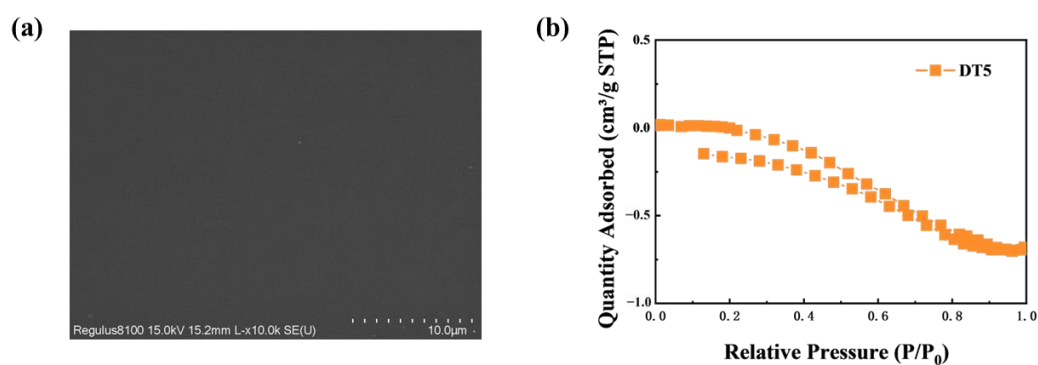 (a)
Regulus8100 15.0kV 15.2mm L-x10.0k SE(U)
10.0μm
(b)
Quantity Adsorbed (cm³/g STP)
0.5
0.0
−0.5
−1.0
DT5
0.0 0.2 0.4 0.6 0.8 1.0
Relative Pressure (P/P₀)